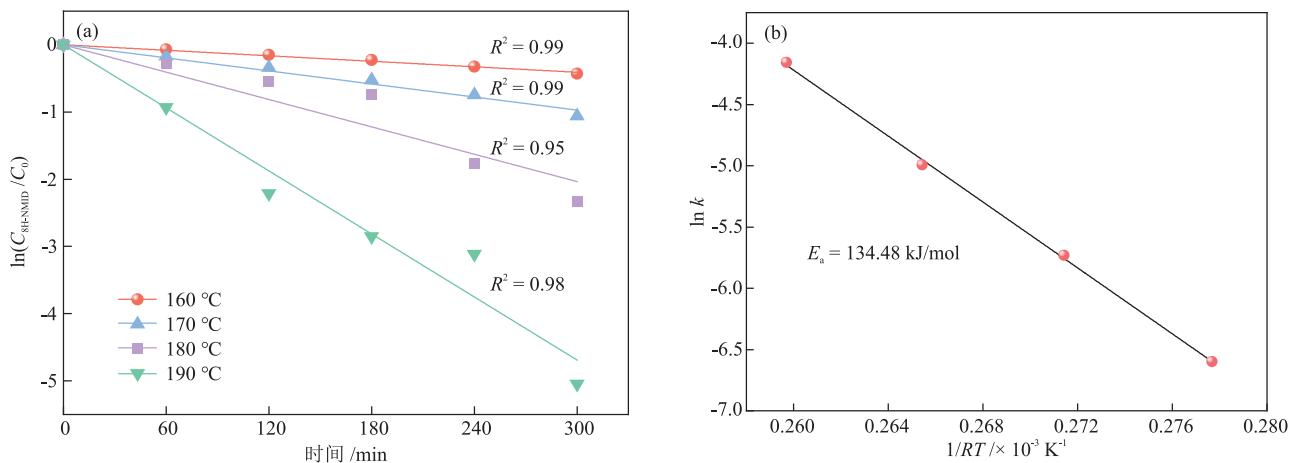 (a)
R² = 0.99
R² = 0.99
R² = 0.95
R² = 0.98
0
-1
-2
-3
-4
-5
ln(C8H-NMID /C0)
160 °C
170 °C
180 °C
190 °C
0
60
120
180
240
300
时间 /min
(b)
-4.0
-4.5
-5.0
-5.5
-6.0
-6.5
-7.0
ln k
Ea = 134.48 kJ/mol
0.260
0.264
0.268
0.272
0.276
0.280
1/RT /× 10⁻³ K⁻¹